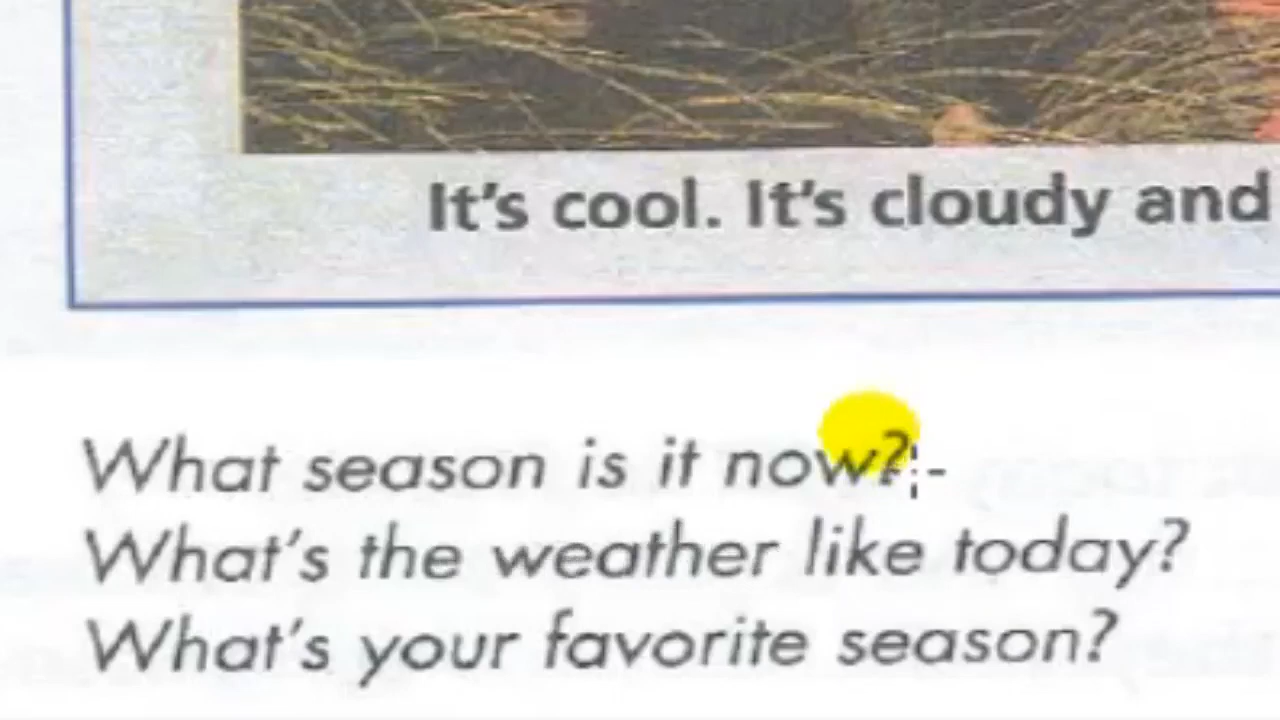 It's cool. It's cloudy and
What season is it now?
What's the weather like today?
What's your favorite season?